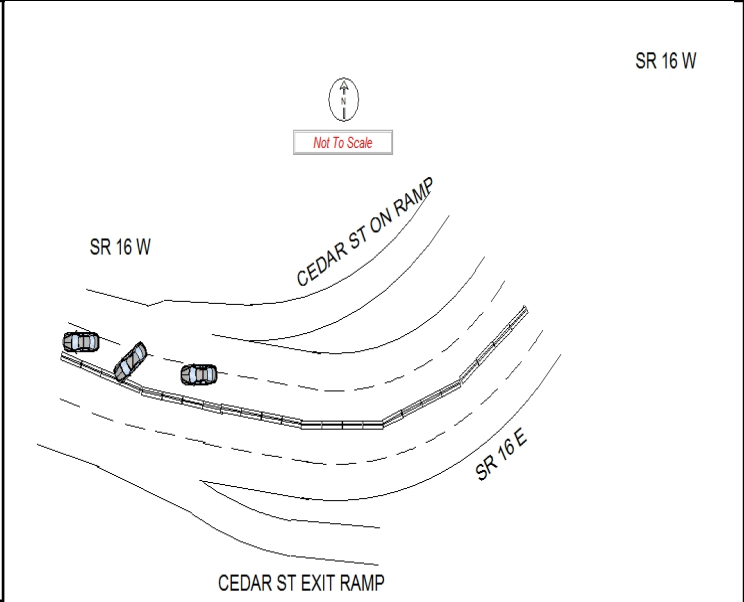 SR 16 W
N
Not To Scale
CEDAR ST ON RAMP
SR 16 W
SR 16 E
CEDAR ST EXIT RAMP